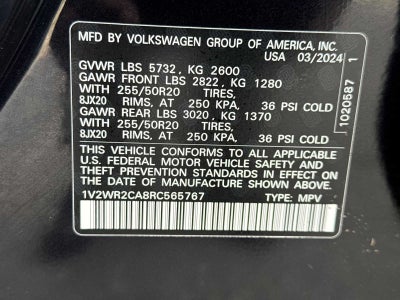 MFD BY VOLKSWAGEN GROUP OF AMERICA, INC.
USA 03/2024 1
GVWR LBS 5732, KG 2600
GAWR FRONT LBS 2822, KG 1280
WITH 255/50R20 TIRES,
8JX20 RIMS, AT 250 KPA, 36 PSI COLD
GAWR REAR LBS 3020, KG 1370
WITH 255/50R20 TIRES,
8JX20 RIMS, AT 250 KPA, 36 PSI COLD
THIS VEHICLE CONFORMS TO ALL APPLICABLE
U.S. FEDERAL MOTOR VEHICLE SAFETY AND
THEFT PREVENTION STANDARDS IN EFFECT ON
THE DATE OF MANUFACTURE SHOWN ABOVE.
1V2WR2CA8RC565767 TYPE: MPV
1020587